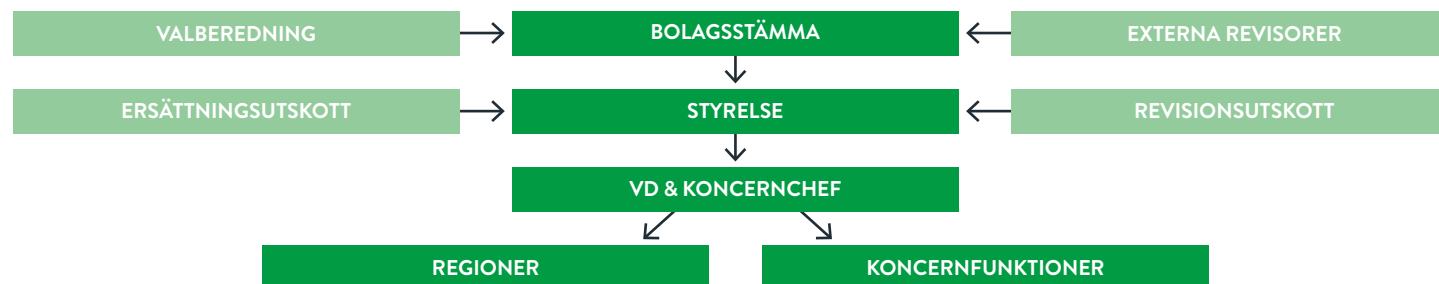 VALBEREDNING
BOLAGSSTÄMMA
EXTERNA REVISORER
ERSÄTTNINGSUTSKOTT
STYRELSE
REVISIONSUTSKOTT
VD & KONCERNCHEF
REGIONER
KONCERNFUNKTIONER